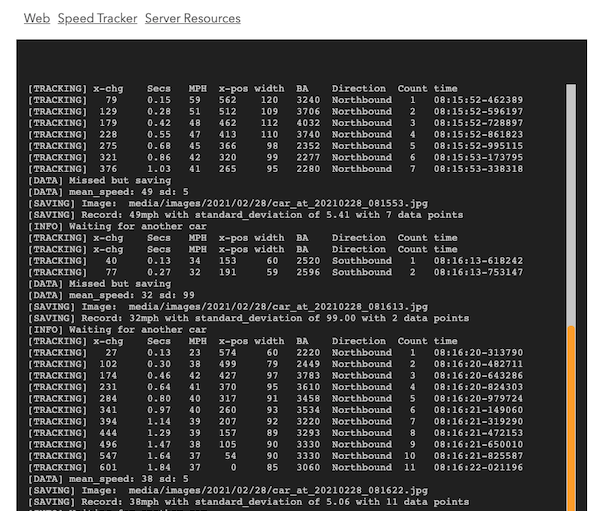 Web Speed Tracker Server Resources
[TRACKING] x-chg Secs MPH x-pos width BA Direction Count time
[TRACKING] 79 0.15 59 562 120 3240 Northbound 1 08:15:52-462389
[TRACKING] 129 0.28 51 512 109 3706 Northbound 2 08:15:52-596197
[TRACKING] 179 0.42 48 462 112 4032 Northbound 3 08:15:52-728897
[TRACKING] 228 0.55 47 413 110 3740 Northbound 4 08:15:52-861823
[TRACKING] 275 0.68 45 366 98 2352 Northbound 5 08:15:52-995115
[TRACKING] 321 0.86 42 320 99 2277 Northbound 6 08:15:53-173795
[TRACKING] 376 1.03 41 265 95 2280 Northbound 7 08:15:53-338318
[DATA] Missed but saving
[DATA] mean_speed: 49 sd: 5
[SAVING] Image: media/images/2021/02/28/car_at_20210228_081553.jpg
[SAVING] Record: 49mph with standard_deviation of 5.41 with 7 data points
[INFO] Waiting for another car
[TRACKING] x-chg Secs MPH x-pos width BA Direction Count time
[TRACKING] x-chg Secs MPH x-pos width BA Direction Count time
[TRACKING] 40 0.13 34 153 60 2520 Southbound 1 08:16:13-618242
[TRACKING] 77 0.27 32 191 59 2596 Southbound 2 08:16:13-753147
[DATA] Missed but saving
[DATA] mean_speed: 32 sd: 99
[SAVING] Image: media/images/2021/02/28/car_at_20210228_081613.jpg
[SAVING] Record: 32mph with standard_deviation of 99.00 with 2 data points
[INFO] Waiting for another car
[TRACKING] x-chg Secs MPH x-pos width BA Direction Count time
[TRACKING] 27 0.13 23 574 60 2220 Northbound 1 08:16:20-313790
[TRACKING] 102 0.30 38 499 79 2449 Northbound 2 08:16:20-482711
[TRACKING] 174 0.46 42 427 97 3783 Northbound 3 08:16:20-643286
[TRACKING] 231 0.64 41 370 95 3610 Northbound 4 08:16:20-824303
[TRACKING] 284 0.80 40 317 91 3458 Northbound 5 08:16:20-979724
[TRACKING] 341 0.97 40 260 93 3534 Northbound 6 08:16:21-149060
[TRACKING] 394 1.14 39 207 92 3220 Northbound 7 08:16:21-319290
[TRACKING] 444 1.29 39 157 89 3293 Northbound 8 08:16:21-472153
[TRACKING] 496 1.47 38 105 90 3330 Northbound 9 08:16:21-650010
[TRACKING] 547 1.64 37 54 90 3330 Northbound 10 08:16:21-825587
[TRACKING] 601 1.84 37 0 85 3060 Northbound 11 08:16:22-021196
[DATA] mean_speed: 38 sd: 5
[SAVING] Image: media/images/2021/02/28/car_at_20210228_081622.jpg
[SAVING] Record: 38mph with standard_deviation of 5.06 with 11 data points